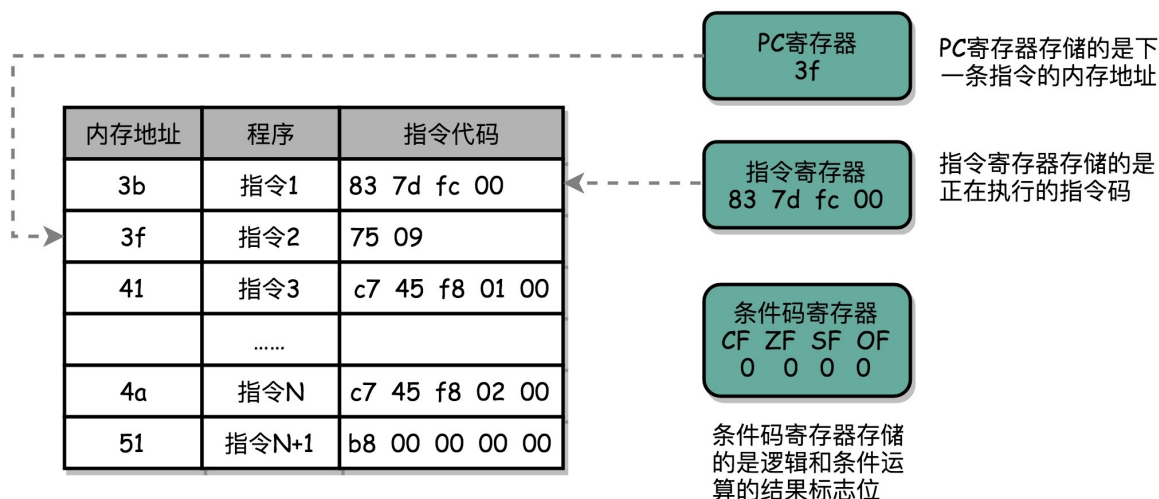 PC寄存器
3f
PC寄存器存储的是下
一条指令的内存地址
内存地址 程序 指令代码
3b 指令1 83 7d fc 00
3f 指令2 75 09
41 指令3 c7 45 f8 01 00
......
4a 指令N c7 45 f8 02 00
51 指令N+1 b8 00 00 00 00
指令寄存器
83 7d fc 00
指令寄存器存储的是
正在执行的指令码
条件码寄存器
CF ZF SF OF
0 0 0 0
条件码寄存器存储
的是逻辑和条件运
算的结果标志位